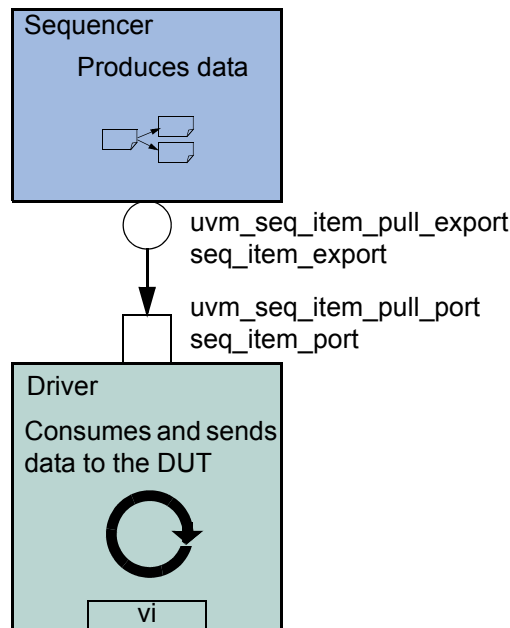 Sequencer
Produces data
uvm_seq_item_pull_export
seq_item_export
uvm_seq_item_pull_port
seq_item_port
Driver
Consumes and sends
data to the DUT
vi